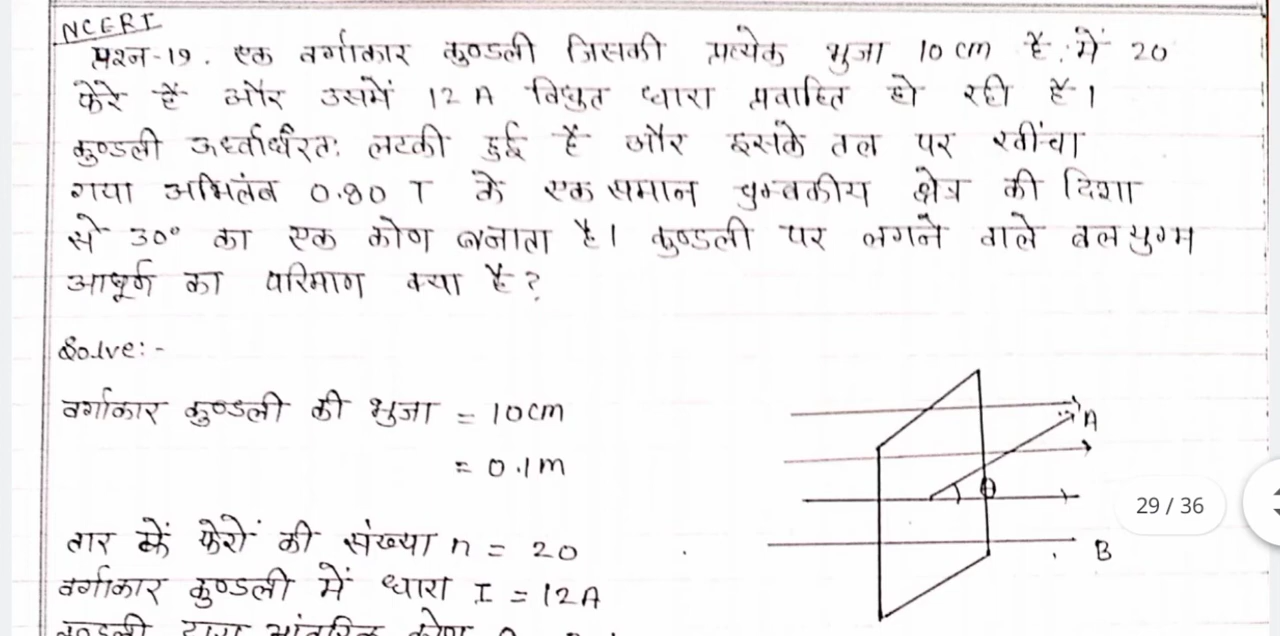 NCERT
प्रश्न-19. एक वर्गाकार कुण्डली जिसकी प्रत्येक भुजा 10 cm है. में 20
फेरे हैं और उसमें 12 A विधुत धारा प्रवाहित हो रही है।
कुण्डली ऊर्ध्वाधरतः लटकी हुई है और इसके तल पर खींचा
गया अभिलंब 0.80 T के एक समान चुम्बकीय क्षेत्र की दिशा
से 30° का एक कोण बनाता है। कुण्डली पर लगने वाले बलयुग्म
आघूर्ण का परिमाण क्या है?
Solve:-
वर्गाकार कुण्डली की भुजा = 10cm
= 0.1m
तार के फेरों की संख्या n = 20
वर्गाकार कुण्डली में धारा I = 12A
A
θ
B
29 / 36